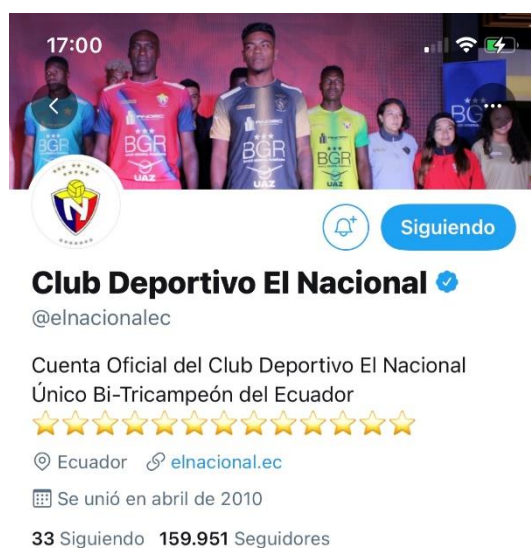 17:00
BGR
UAZ
BGR
UAZ
BGR
UAZ
BGR
BG
N
Siguiendo
Club Deportivo El Nacional
@elnacionalec
Cuenta Oficial del Club Deportivo El Nacional
Único Bi-Tricampeón del Ecuador
⭐⭐⭐⭐⭐⭐⭐⭐⭐⭐⭐⭐⭐
Ecuador elnacional.ec
Se unió en abril de 2010
33 Siguiendo 159.951 Seguidores